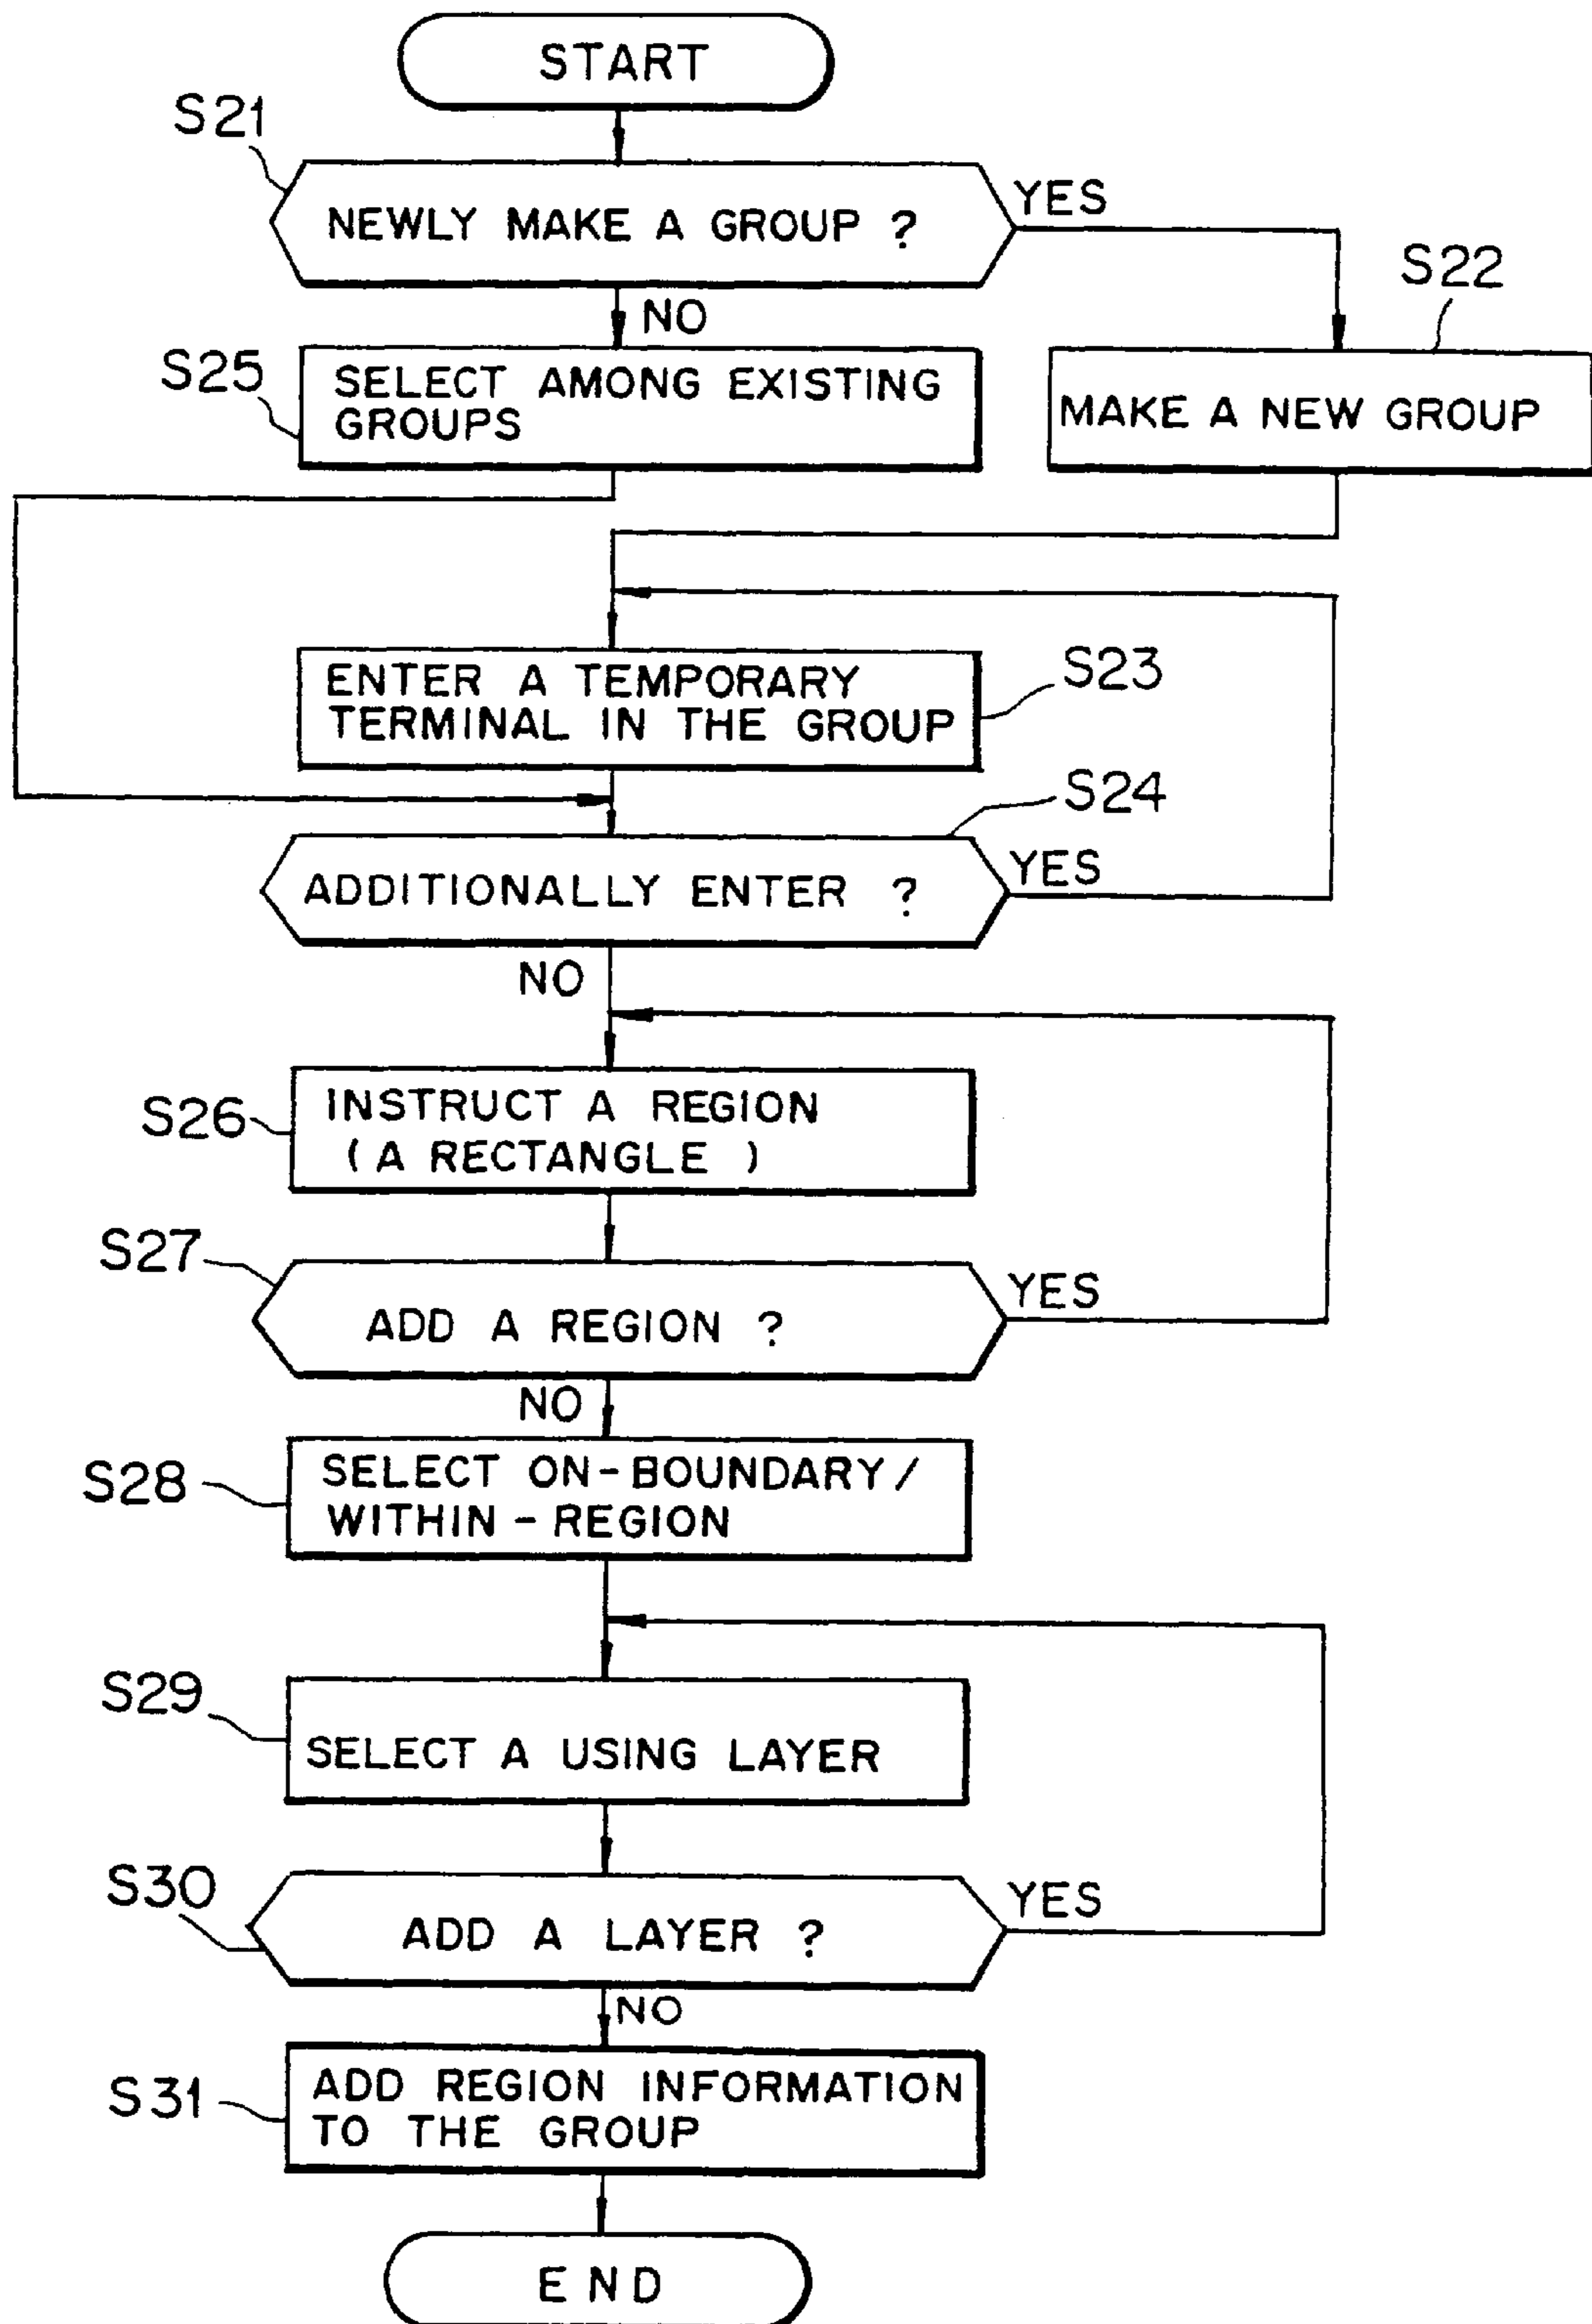 START
S21
NEWLY MAKE A GROUP ?
YES
NO
S25
SELECT AMONG EXISTING
GROUPS
S22
MAKE A NEW GROUP
ENTER A TEMPORARY
TERMINAL IN THE GROUP
S23
S24
ADDITIONALLY ENTER ?
YES
NO
S26
INSTRUCT A REGION
( A RECTANGLE )
S27
ADD A REGION ?
YES
NO
S28
SELECT ON-BOUNDARY/
WITHIN-REGION
S29
SELECT A USING LAYER
S30
ADD A LAYER ?
YES
NO
S31
ADD REGION INFORMATION
TO THE GROUP
END